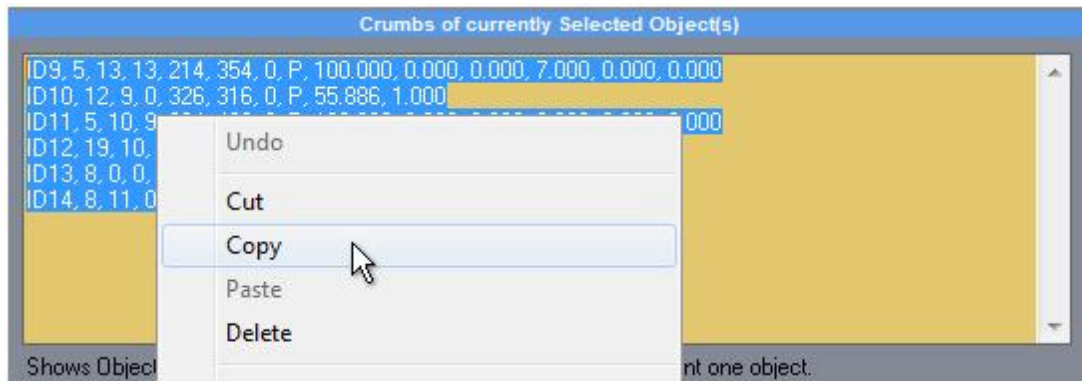 Crumbs of currently Selected Object(s)
ID9, 5, 13, 13, 214, 354, 0, P, 100.000, 0.000, 0.000, 7.000, 0.000, 0.000
ID10, 12, 9, 0, 326, 316, 0, P, 55.886, 1.000
ID11, 5, 10, 9 000
ID12, 19, 10,
ID13, 8, 0, 0,
ID14, 8, 11, 0
Undo
Cut
Copy
Paste
Delete
Shows Object nt one object.